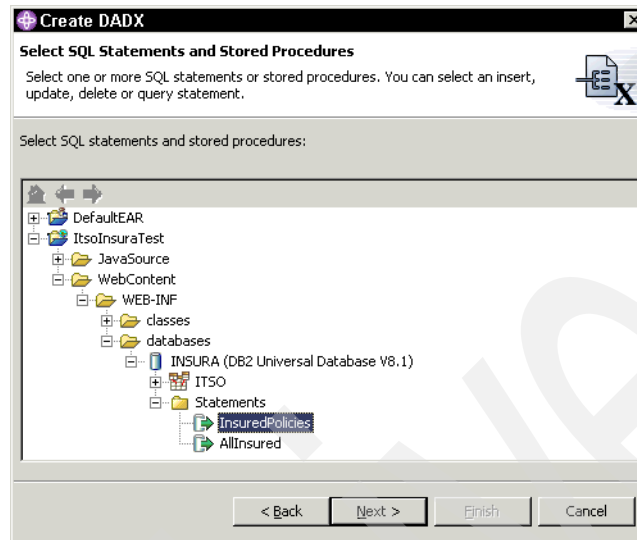 Create DADX
Select SQL Statements and Stored Procedures
Select one or more SQL statements or stored procedures. You can select an insert,
update, delete or query statement.
X
Select SQL statements and stored procedures:
DefaultEAR
ItsoInsuraTest
JavaSource
WebContent
WEB-INF
classes
databases
INSURA (DB2 Universal Database V8.1)
ITSO
Statements
InsuredPolicies
AllInsured
< Back Next > Finish Cancel